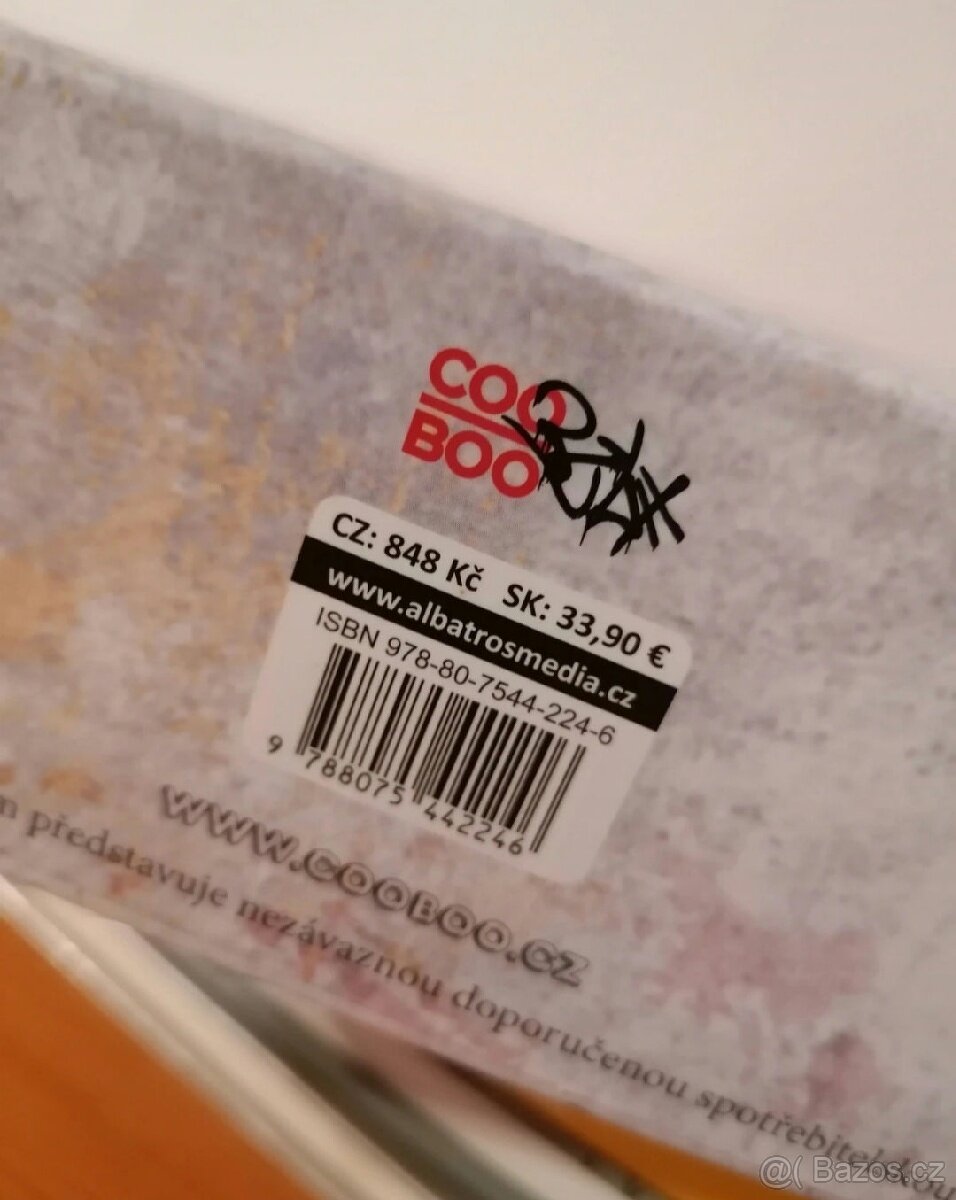 COO
BOO
CZ: 848 Kč SK: 33,90 €
www.albatrosmedia.cz
ISBN 978-80-7544-224-6
9 788075 442246
www.cooboo.cz
představuje nezávaznou doporučenou spotřebitelskou
@( Bazos.cz